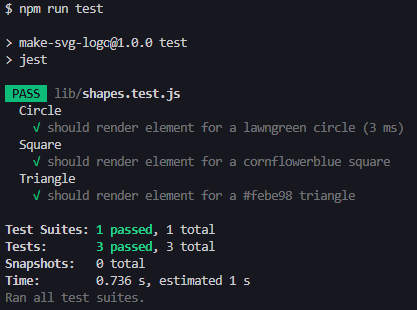 $ npm run test
> make-svg-logo@1.0.0 test
> jest
PASS lib/shapes.test.js
Circle
√ should render element for a lawngreen circle (3 ms)
Square
√ should render element for a cornflowerblue square
Triangle
√ should render element for a #febe98 triangle
Test Suites: 1 passed, 1 total
Tests:       3 passed, 3 total
Snapshots:   0 total
Time:        0.736 s, estimated 1 s
Ran all test suites.